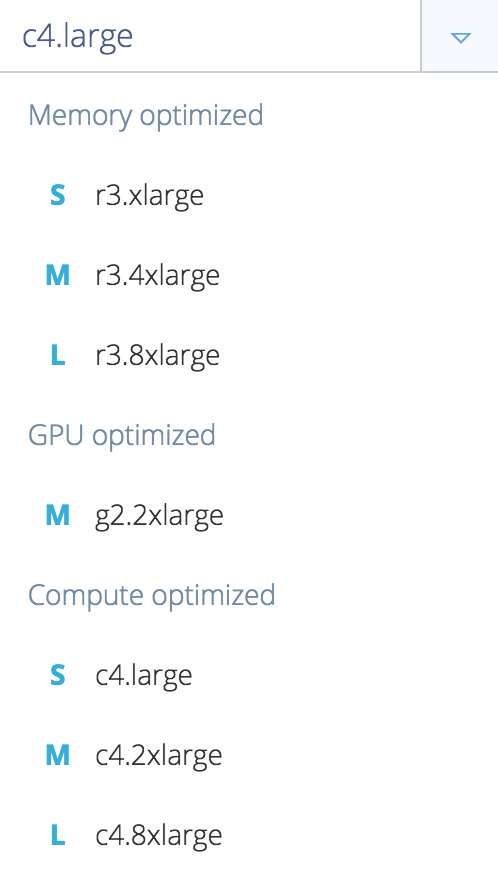 c4.large
Memory optimized
S r3.xlarge
M r3.4xlarge
L r3.8xlarge
GPU optimized
M g2.2xlarge
Compute optimized
S c4.large
M c4.2xlarge
L c4.8xlarge